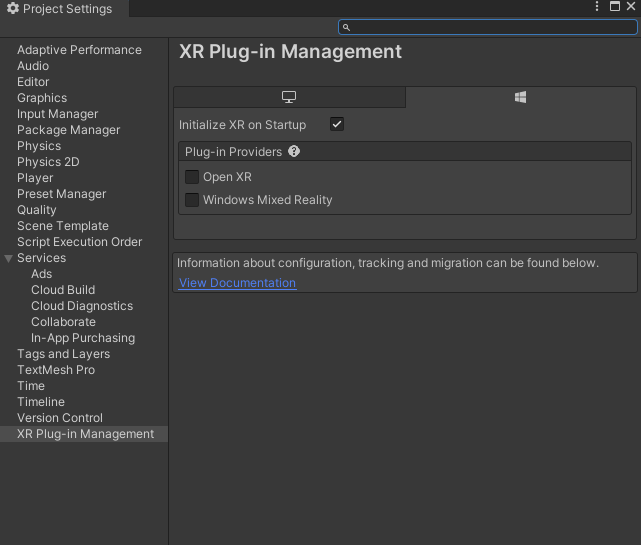 Project Settings
Adaptive Performance
Audio
Editor
Graphics
Input Manager
Package Manager
Physics
Physics 2D
Player
Preset Manager
Quality
Scene Template
Script Execution Order
Services
Ads
Cloud Build
Cloud Diagnostics
Collaborate
In-App Purchasing
Tags and Layers
TextMesh Pro
Time
Timeline
Version Control
XR Plug-in Management
XR Plug-in Management
Initialize XR on Startup
Plug-in Providers ?
Open XR
Windows Mixed Reality
Information about configuration, tracking and migration can be found below.
View Documentation